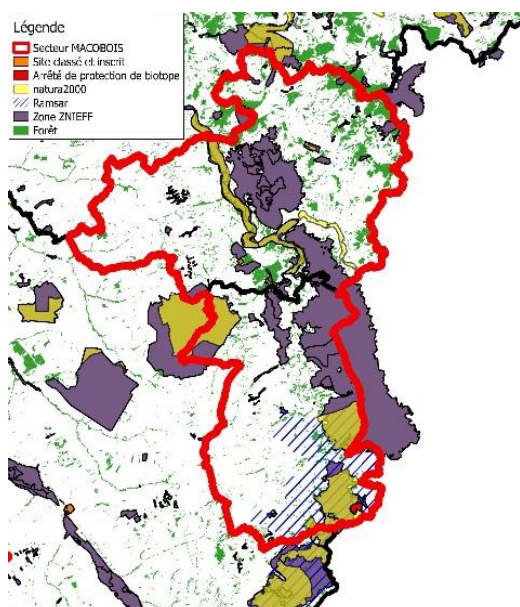 Légende
Secteur MACOBOIS
Site classé et inscrit
Arrêté de protection de biotope
natura2000
Ramsar
Zone ZNIEFF
Forêt